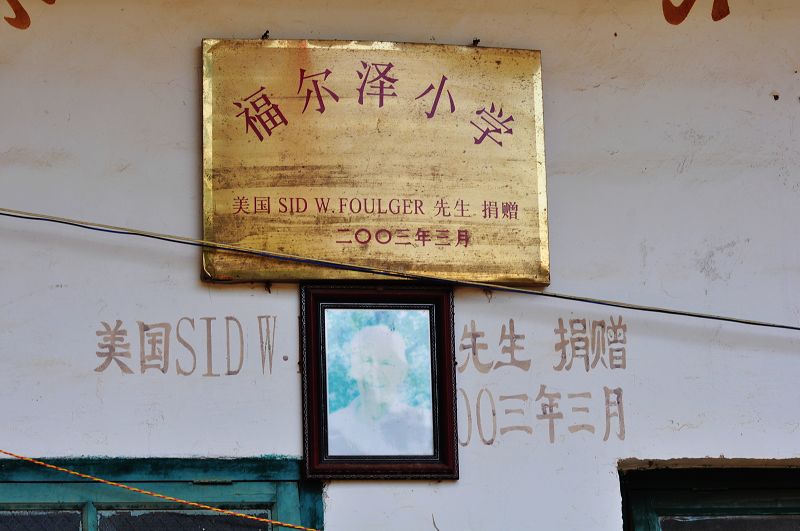 福尔泽小学
美国 SID W.FOULGER 先生 捐赠
二〇〇三年三月
美国SID W. 先生 捐赠
〇三年三月